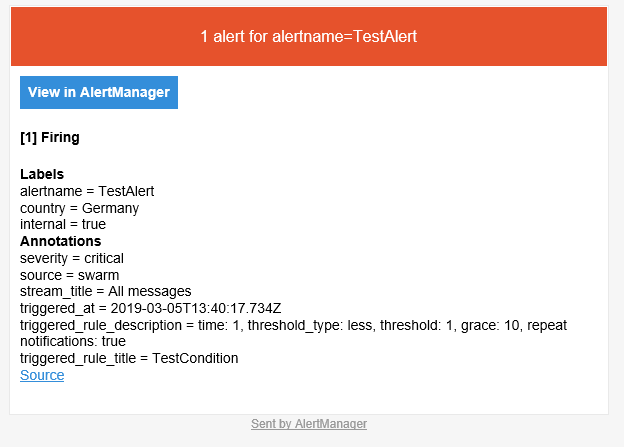 1 alert for alertname=TestAlert
View in AlertManager
[1] Firing
Labels
alertname = TestAlert
country = Germany
internal = true
Annotations
severity = critical
source = swarm
stream_title = All messages
triggered_at = 2019-03-05T13:40:17.734Z
triggered_rule_description = time: 1, threshold_type: less, threshold: 1, grace: 10, repeat
notifications: true
triggered_rule_title = TestCondition
Source
Sent by AlertManager